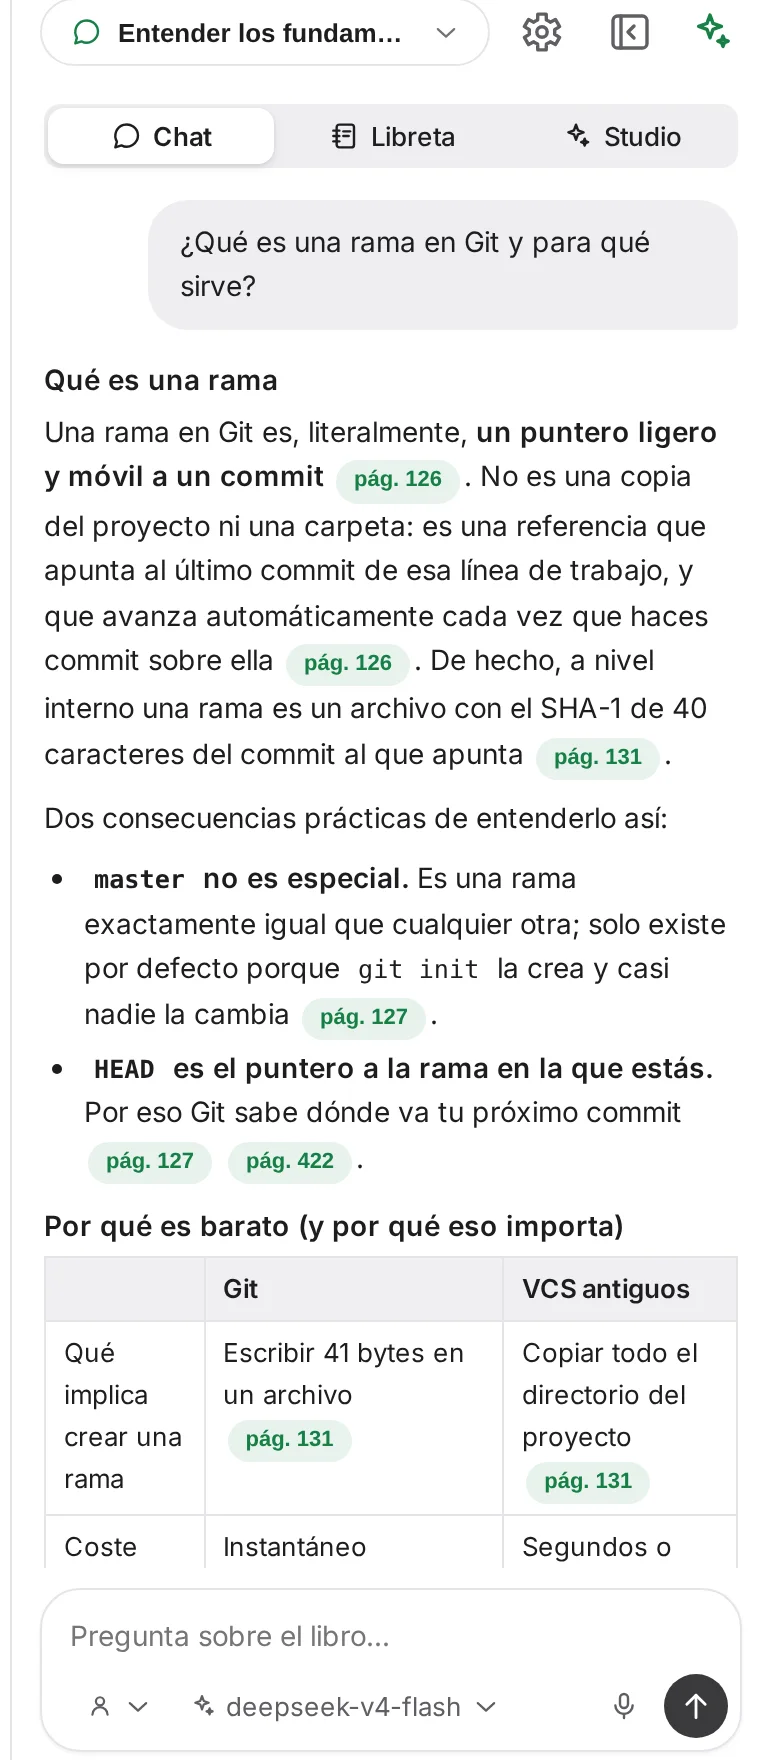 Entender los fundam...
Chat Libreta Studio
¿Qué es una rama en Git y para qué
sirve?
Qué es una rama
Una rama en Git es, literalmente, un puntero ligero
y móvil a un commit pág. 126 . No es una copia
del proyecto ni una carpeta: es una referencia que
apunta al último commit de esa línea de trabajo, y
que avanza automáticamente cada vez que haces
commit sobre ella pág. 126 . De hecho, a nivel
interno una rama es un archivo con el SHA-1 de 40
caracteres del commit al que apunta pág. 131 .
Dos consecuencias prácticas de entenderlo así:
• master no es especial. Es una rama
exactamente igual que cualquier otra; solo existe
por defecto porque git init la crea y casi
nadie la cambia pág. 127 .
• HEAD es el puntero a la rama en la que estás.
Por eso Git sabe dónde va tu próximo commit
pág. 127 pág. 422 .
Por qué es barato (y por qué eso importa)
Git VCS antiguos
Qué Escribir 41 bytes en Copiar todo el
implica un archivo directorio del
crear una pág. 131 proyecto
rama pág. 131
Coste Instantáneo Segundos o
Pregunta sobre el libro...
deepseek-v4-flash